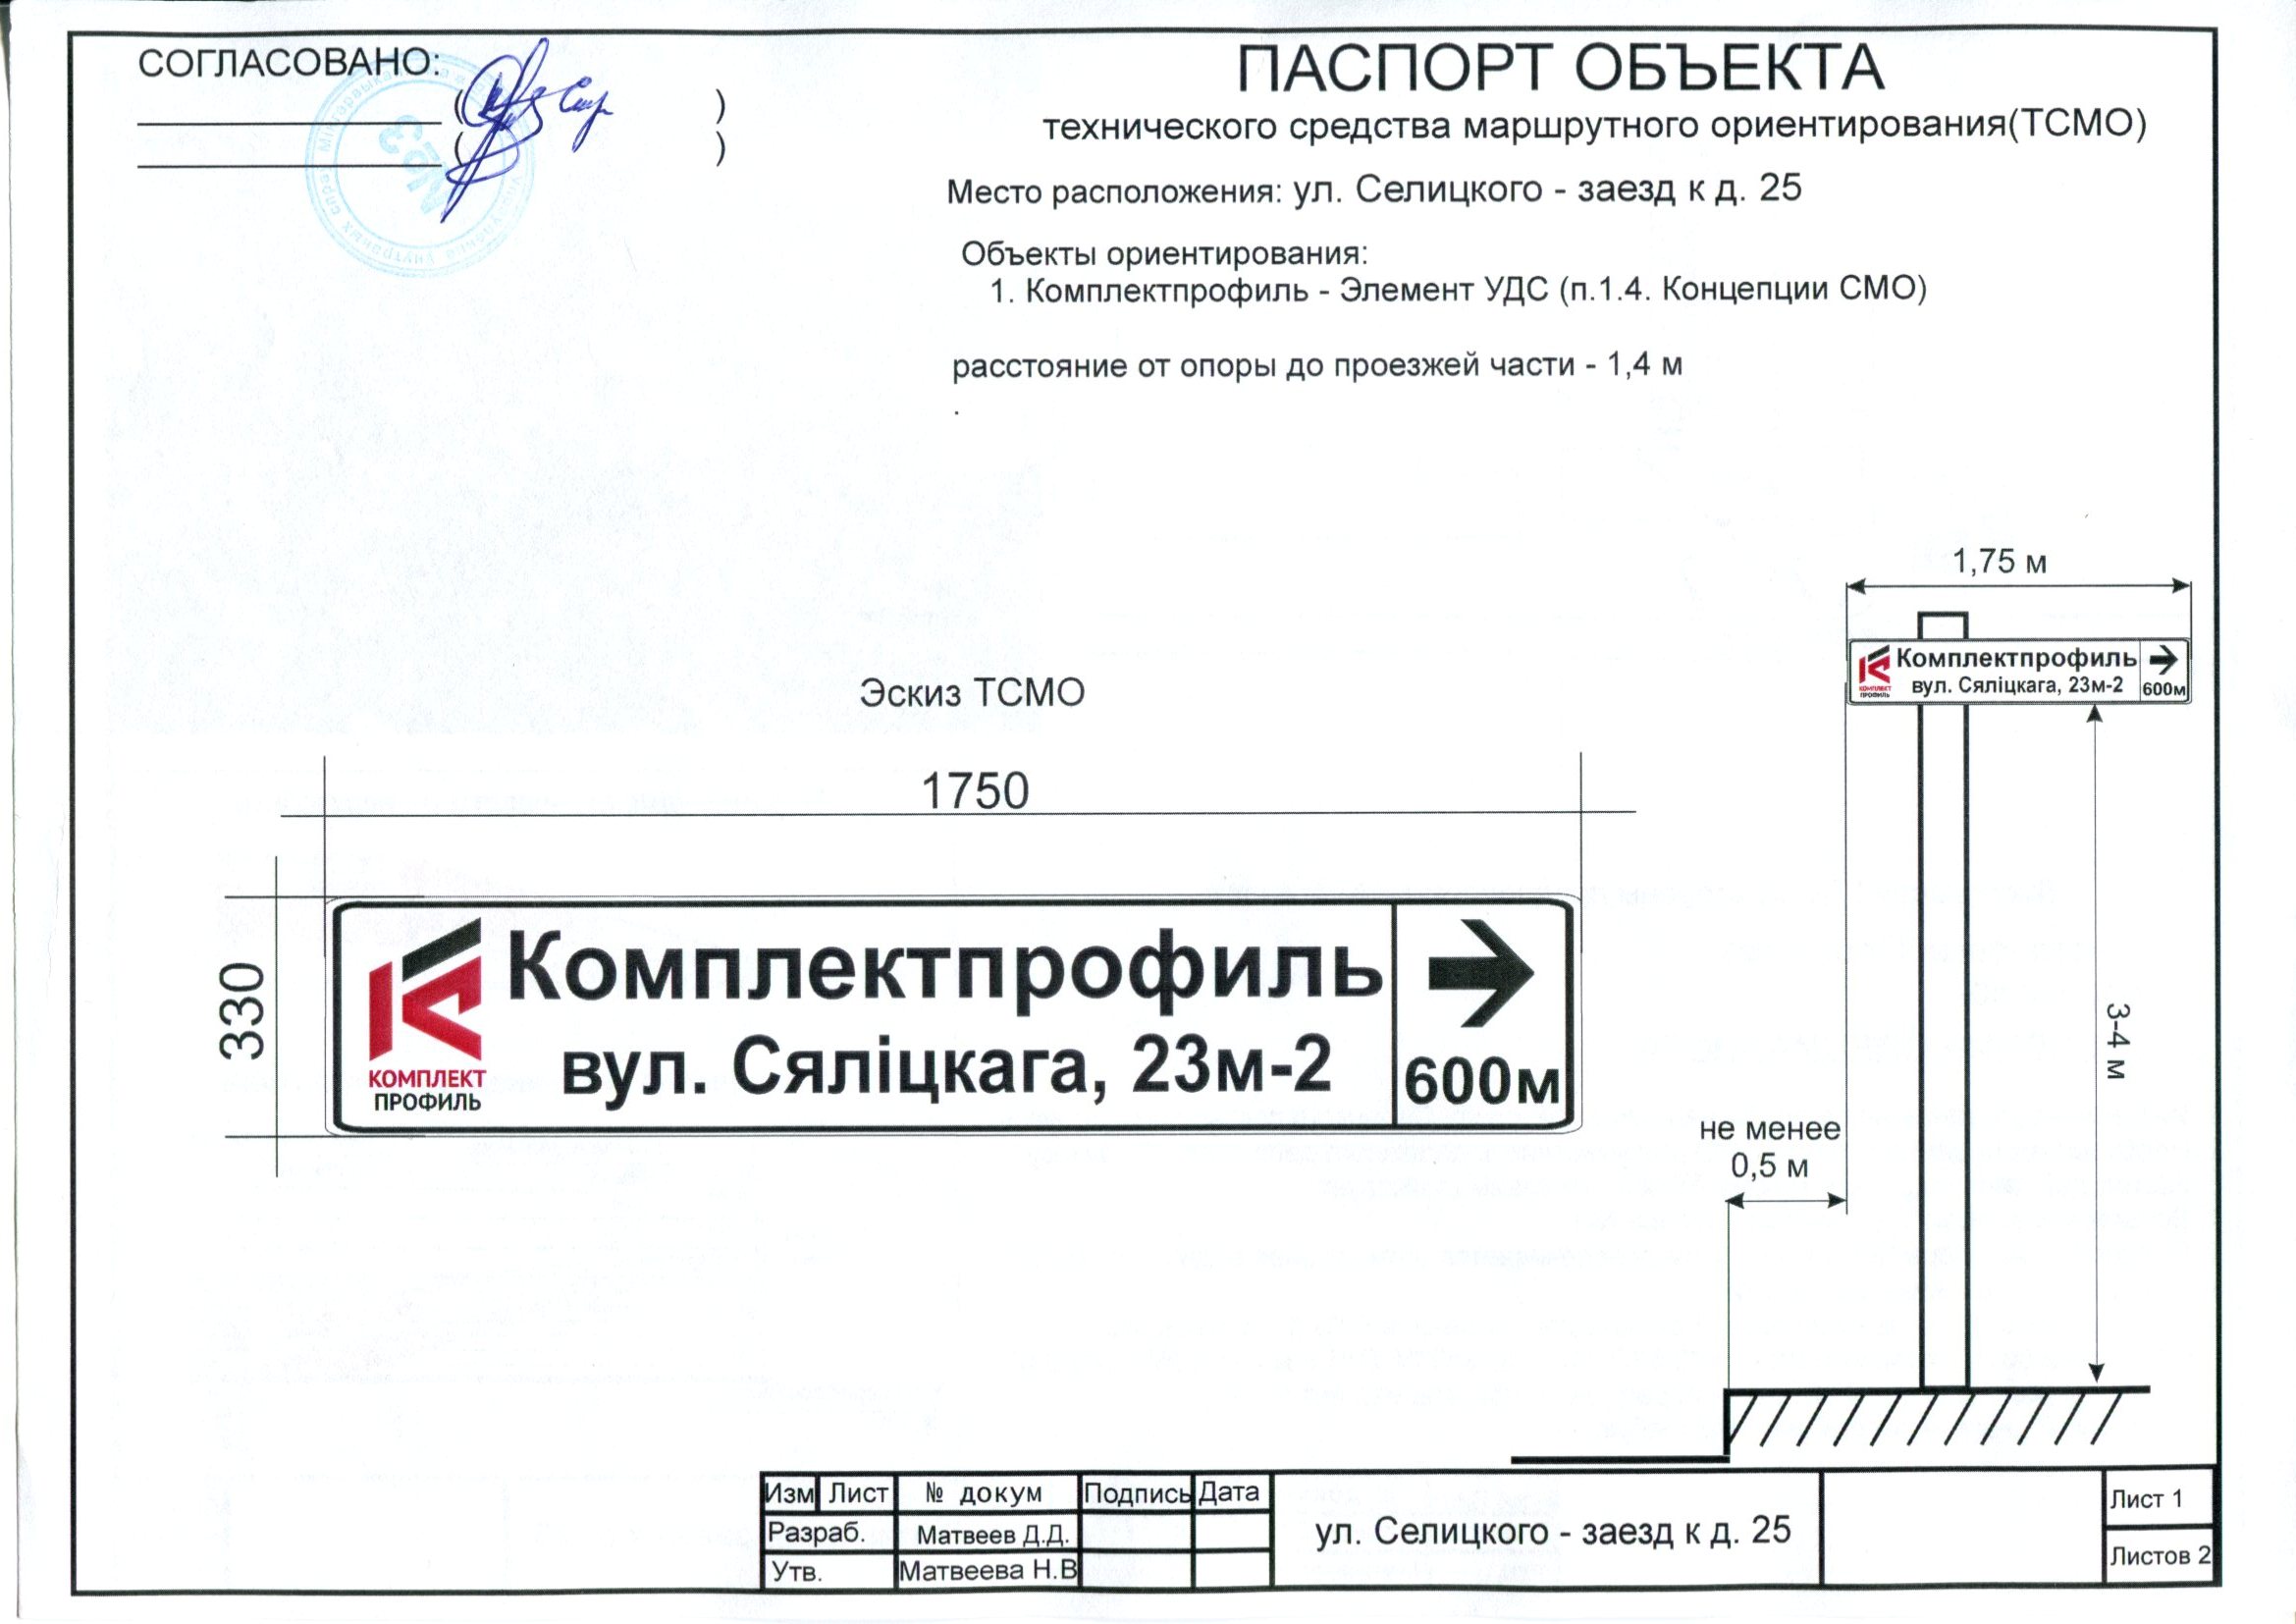 СОГЛАСОВАНО:
( )
( )
№3
ПАСПОРТ ОБЪЕКТА
технического средства маршрутного ориентирования(ТСМО)
Место расположения: ул. Селицкого - заезд к д. 25
Объекты ориентирования:
1. Комплектпрофиль - Элемент УДС (п.1.4. Концепции СМО)
расстояние от опоры до проезжей части - 1,4 м
.
1,75 м
КОМПЛЕКТ
ПРОФИЛЬ
Комплектпрофиль
вул. Сяліцкага, 23м-2
600м
3-4 м
не менее
0,5 м
Эскиз ТСМО
1750
330
КОМПЛЕКТ
ПРОФИЛЬ
Комплектпрофиль
вул. Сяліцкага, 23м-2
600м
Изм Лист № докум Подпись Дата
Разраб. Матвеев Д.Д.
Утв. Матвеева Н.В
ул. Селицкого - заезд к д. 25
Лист 1
Листов 2